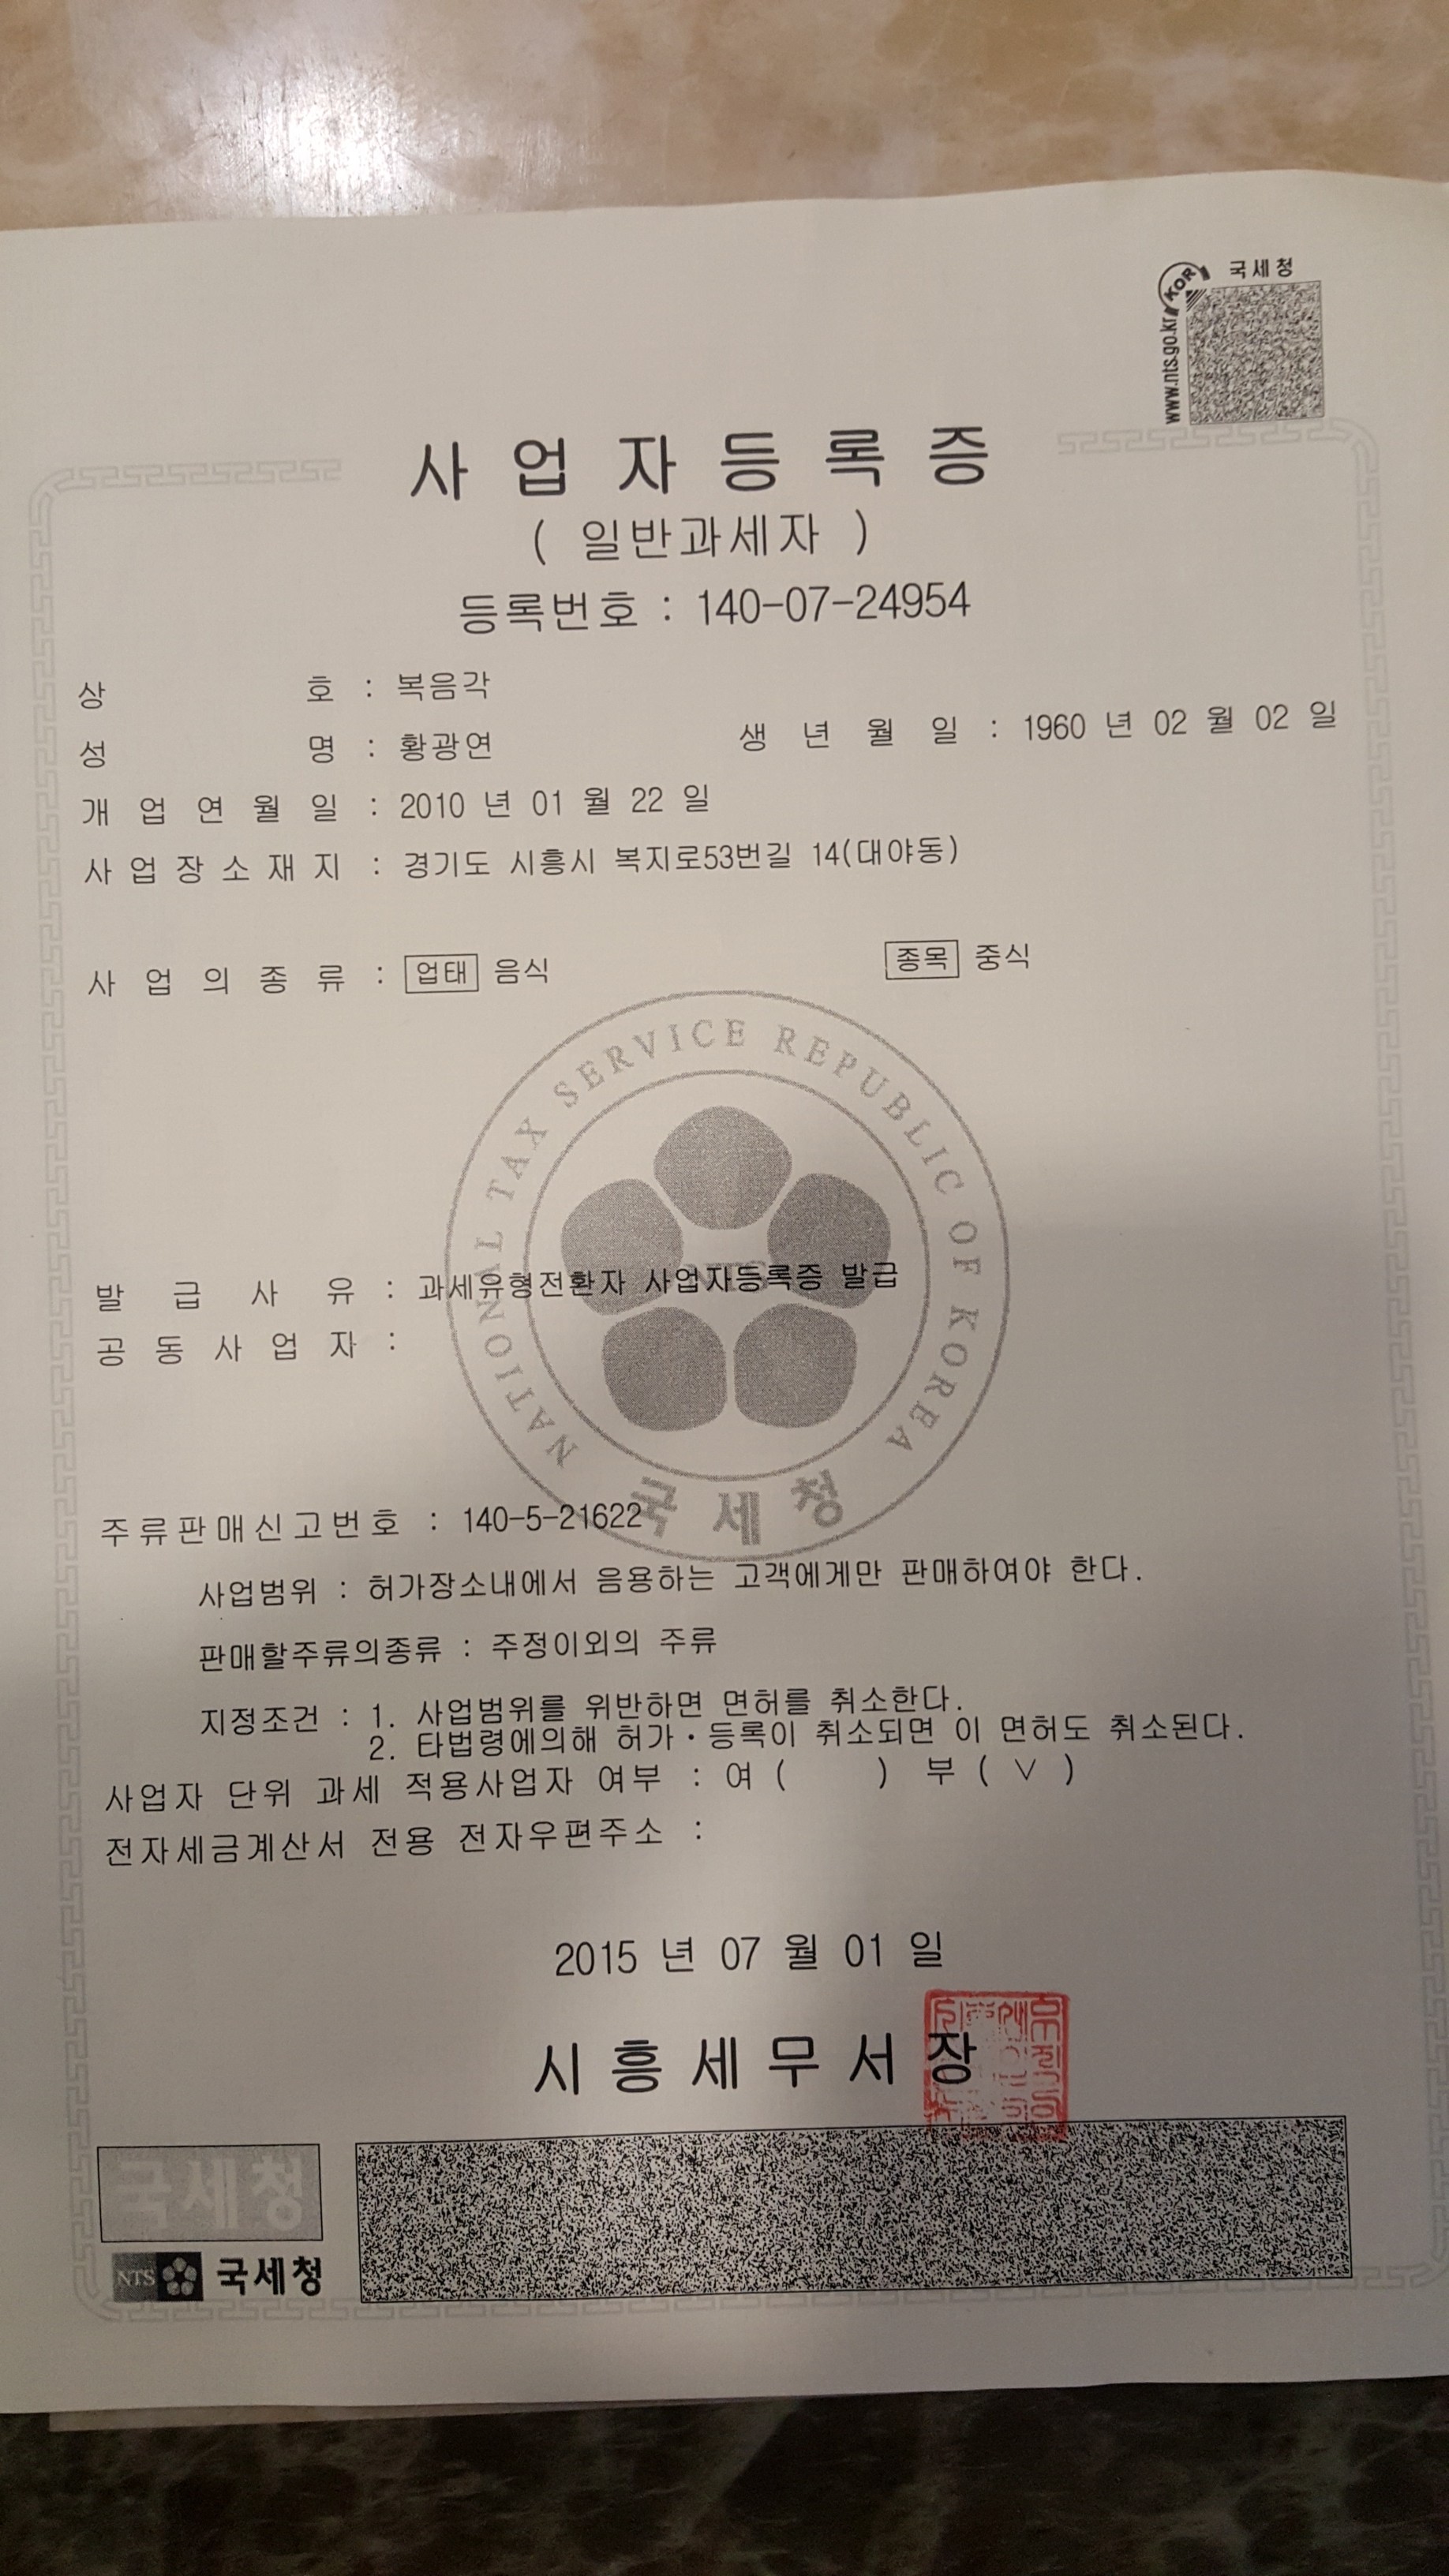 국세청
www.nts.go.kr
KOR
사업자등록증
( 일반과세자 )
등록번호 : 140-07-24954
상 호 : 복음각
성 명 : 황광연 생 년 월 일 : 1960 년 02 월 02 일
개 업 연 월 일 : 2010 년 01 월 22 일
사 업 장 소 재 지 : 경기도 시흥시 복지로53번길 14(대야동)
사 업 의 종 류 : 업태 음식 종목 중식
NATIONAL TAX SERVICE REPUBLIC OF KOREA
NTS
발 급 사 유 : 과세유형전환자 사업자등록증 발급
공 동 사 업 자 :
국세청
주류판매신고번호 : 140-5-21622
사업범위 : 허가장소내에서 음용하는 고객에게만 판매하여야 한다.
판매할주류의종류 : 주정이외의 주류
지정조건 : 1. 사업범위를 위반하면 면허를 취소한다.
2. 타법령에의해 허가·등록이 취소되면 이 면허도 취소된다.
사업자 단위 과세 적용사업자 여부 : 여 ( ) 부 ( ∨ )
전자세금계산서 전용 전자우편주소 :
2015 년 07 월 01 일
시흥세무서장
국세청
NTS 국세청